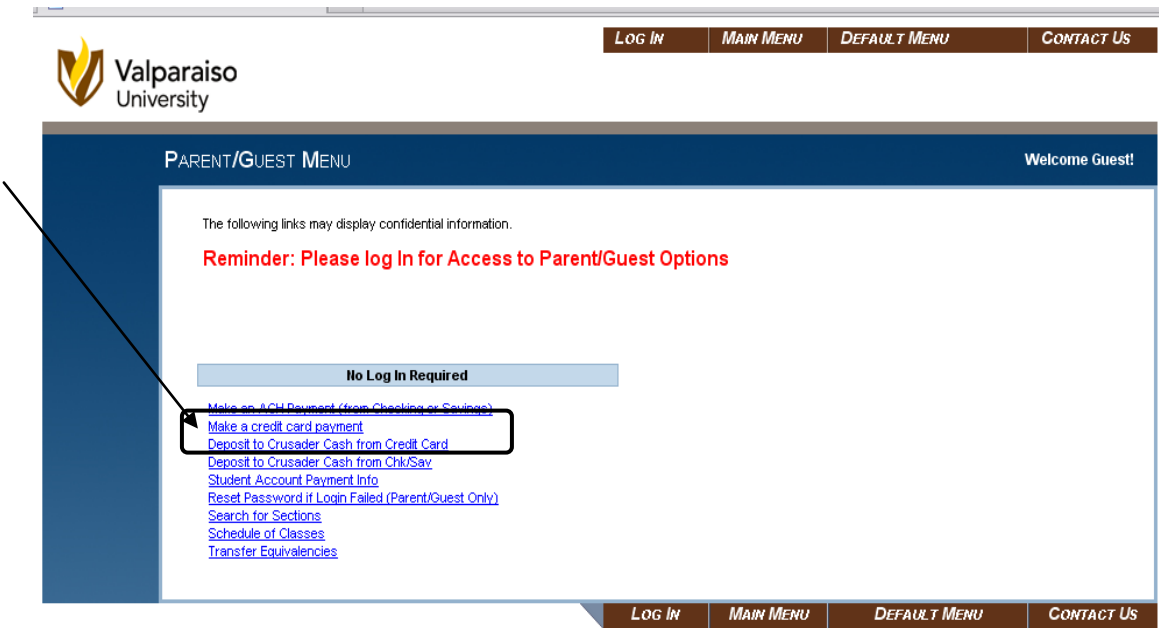 LOG IN MAIN MENU DEFAULT MENU CONTACT US
Valparaiso
University
PARENT/GUEST MENU Welcome Guest!
The following links may display confidential information.
Reminder: Please log In for Access to Parent/Guest Options
No Log In Required
Make an ACH Payment (from Checking or Savings)
Make a credit card payment
Deposit to Crusader Cash from Credit Card
Deposit to Crusader Cash from Chk/Sav
Student Account Payment Info
Reset Password if Login Failed (Parent/Guest Only)
Search for Sections
Schedule of Classes
Transfer Equivalencies
LOG IN MAIN MENU DEFAULT MENU CONTACT US